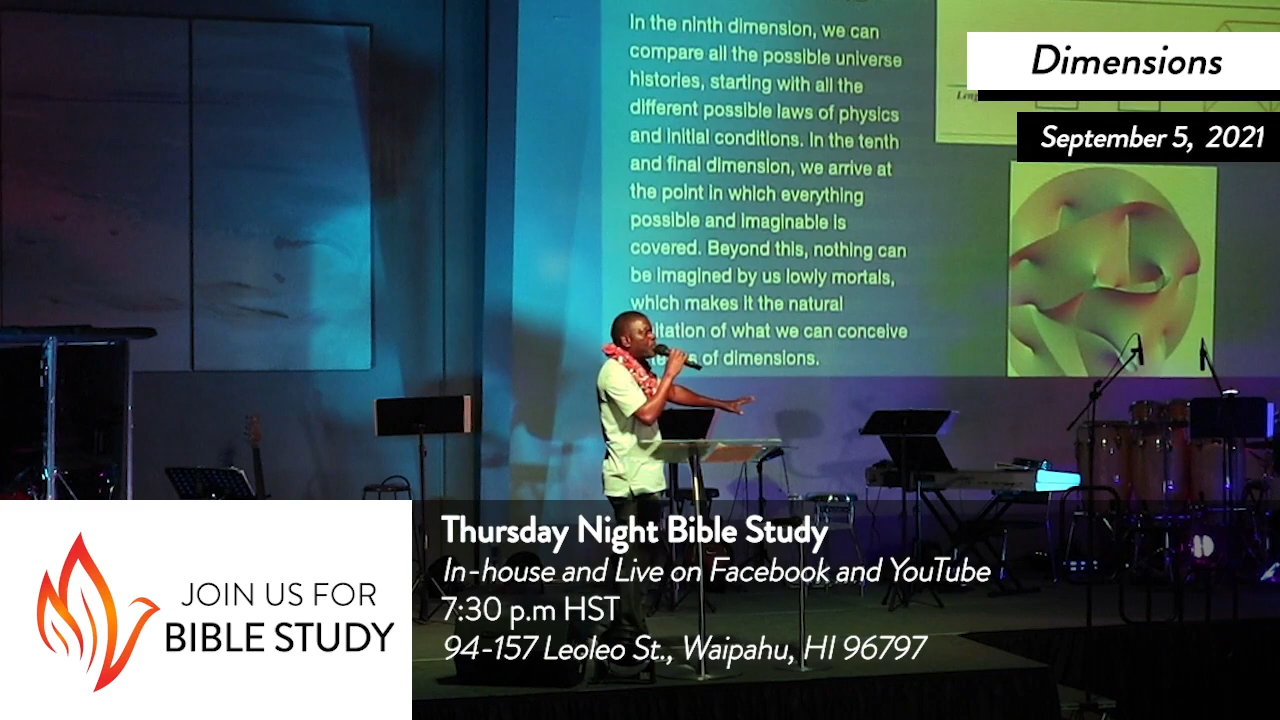 In the ninth dimension, we can
compare all the possible universe
histories, starting with all the
different possible laws of physics
and initial conditions. In the tenth
and final dimension, we arrive at
the point in which everything
possible and imaginable is
covered. Beyond this, nothing can
be imagined by us lowly mortals,
which makes it the natural
of what we can conceive
of dimensions.
Dimensions
September 5, 2021
Thursday Night Bible Study
In-house and Live on Facebook and YouTube
7:30 p.m HST
94-157 Leoleo St., Waipahu, HI 96797
JOIN US FOR
BIBLE STUDY